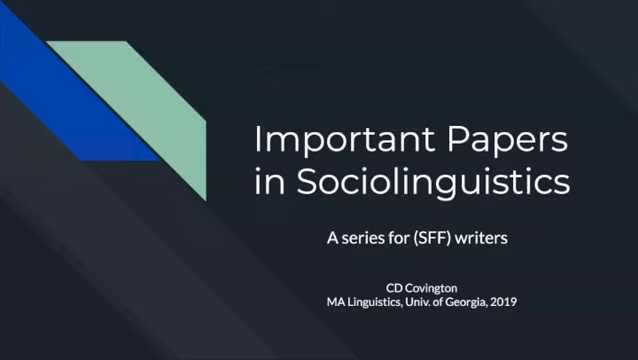 Important Papers
in Sociolinguistics
A series for (SFF) writers
CD Covington
MA Linguistics, Univ. of Georgia, 2019